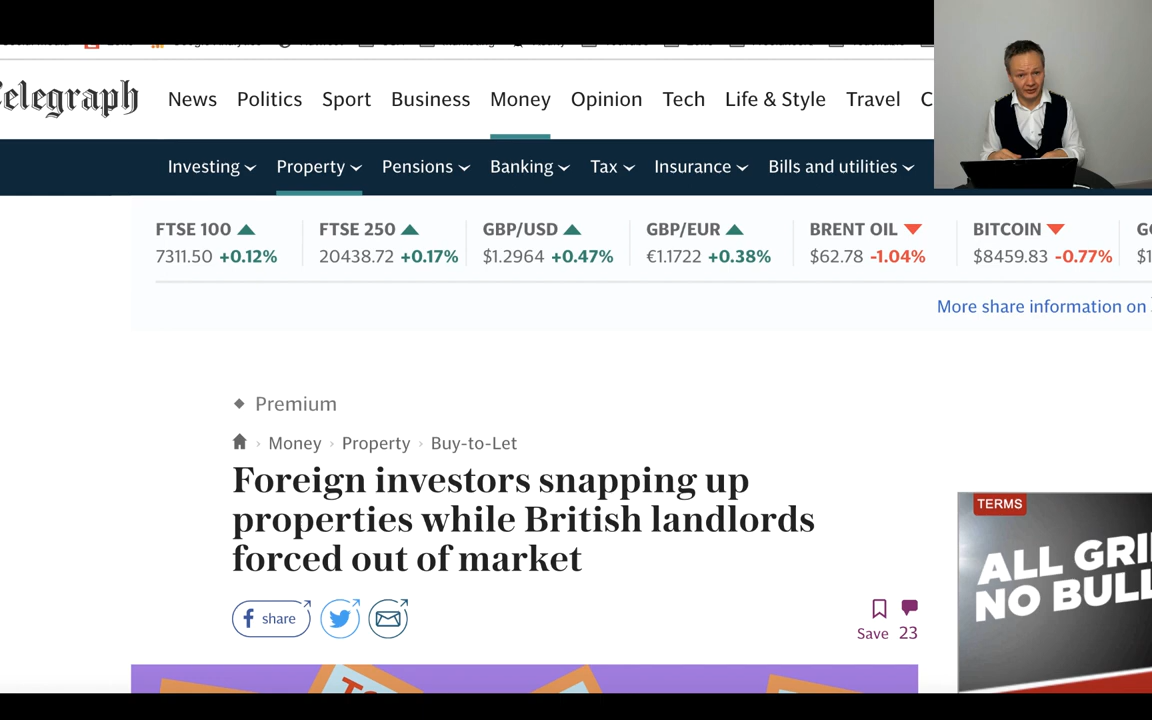 Telegraph
News Politics Sport Business Money Opinion Tech Life & Style Travel C
Investing Property Pensions Banking Tax Insurance Bills and utilities
FTSE 100 FTSE 250 GBP/USD GBP/EUR BRENT OIL BITCOIN
7311.50 +0.12% 20438.72 +0.17% $1.2964 +0.47% €1.1722 +0.38% $62.78 -1.04% $8459.83 -0.77%
More share information on
Premium
Money Property Buy-to-Let
Foreign investors snapping up
properties while British landlords
forced out of market
share
Save 23
TERMS
ALL GRI
NO BULL